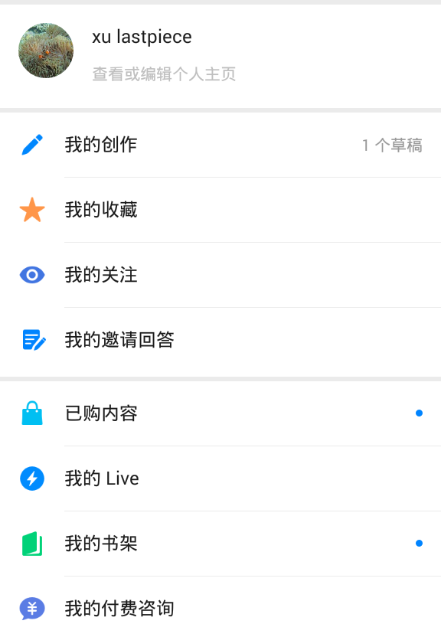 xu lastpiece
查看或编辑个人主页
我的创作 1 个草稿
我的收藏
我的关注
我的邀请回答
已购内容
我的 Live
我的书架
¥ 我的付费咨询